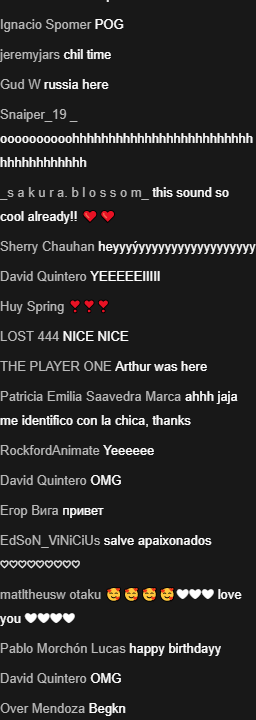 Ignacio Spomer POG
jeremyjars chil time
Gud W russia here
Snaiper_19 _
oooooooooohhhhhhhhhhhhhhhhhhhhhhhhh
hhhhhhhhhhhh
_s a k u r a. b l o s s o m_ this sound so
cool already!! ❤️ ❤️
Sherry Chauhan heyyyýyyyyyyyyyyyyyyyyyy
David Quintero YEEEEEIIIII
Huy Spring ❣️ ❣️ ❣️
LOST 444 NICE NICE
THE PLAYER ONE Arthur was here
Patricia Emilia Saavedra Marca ahhh jaja
me identifico con la chica, thanks
RockfordAnimate Yeeeeee
David Quintero OMG
Егор Вига привет
EdSoN_ViNiCiUs salve apaixonados
♡♡♡♡♡♡♡♡♡
matltheusw otaku 🥰 🥰 🥰 🥰 🤍🤍🤍 love
you 🤍🤍🤍🤍
Pablo Morchón Lucas happy birthdayy
David Quintero OMG
Over Mendoza Begkn